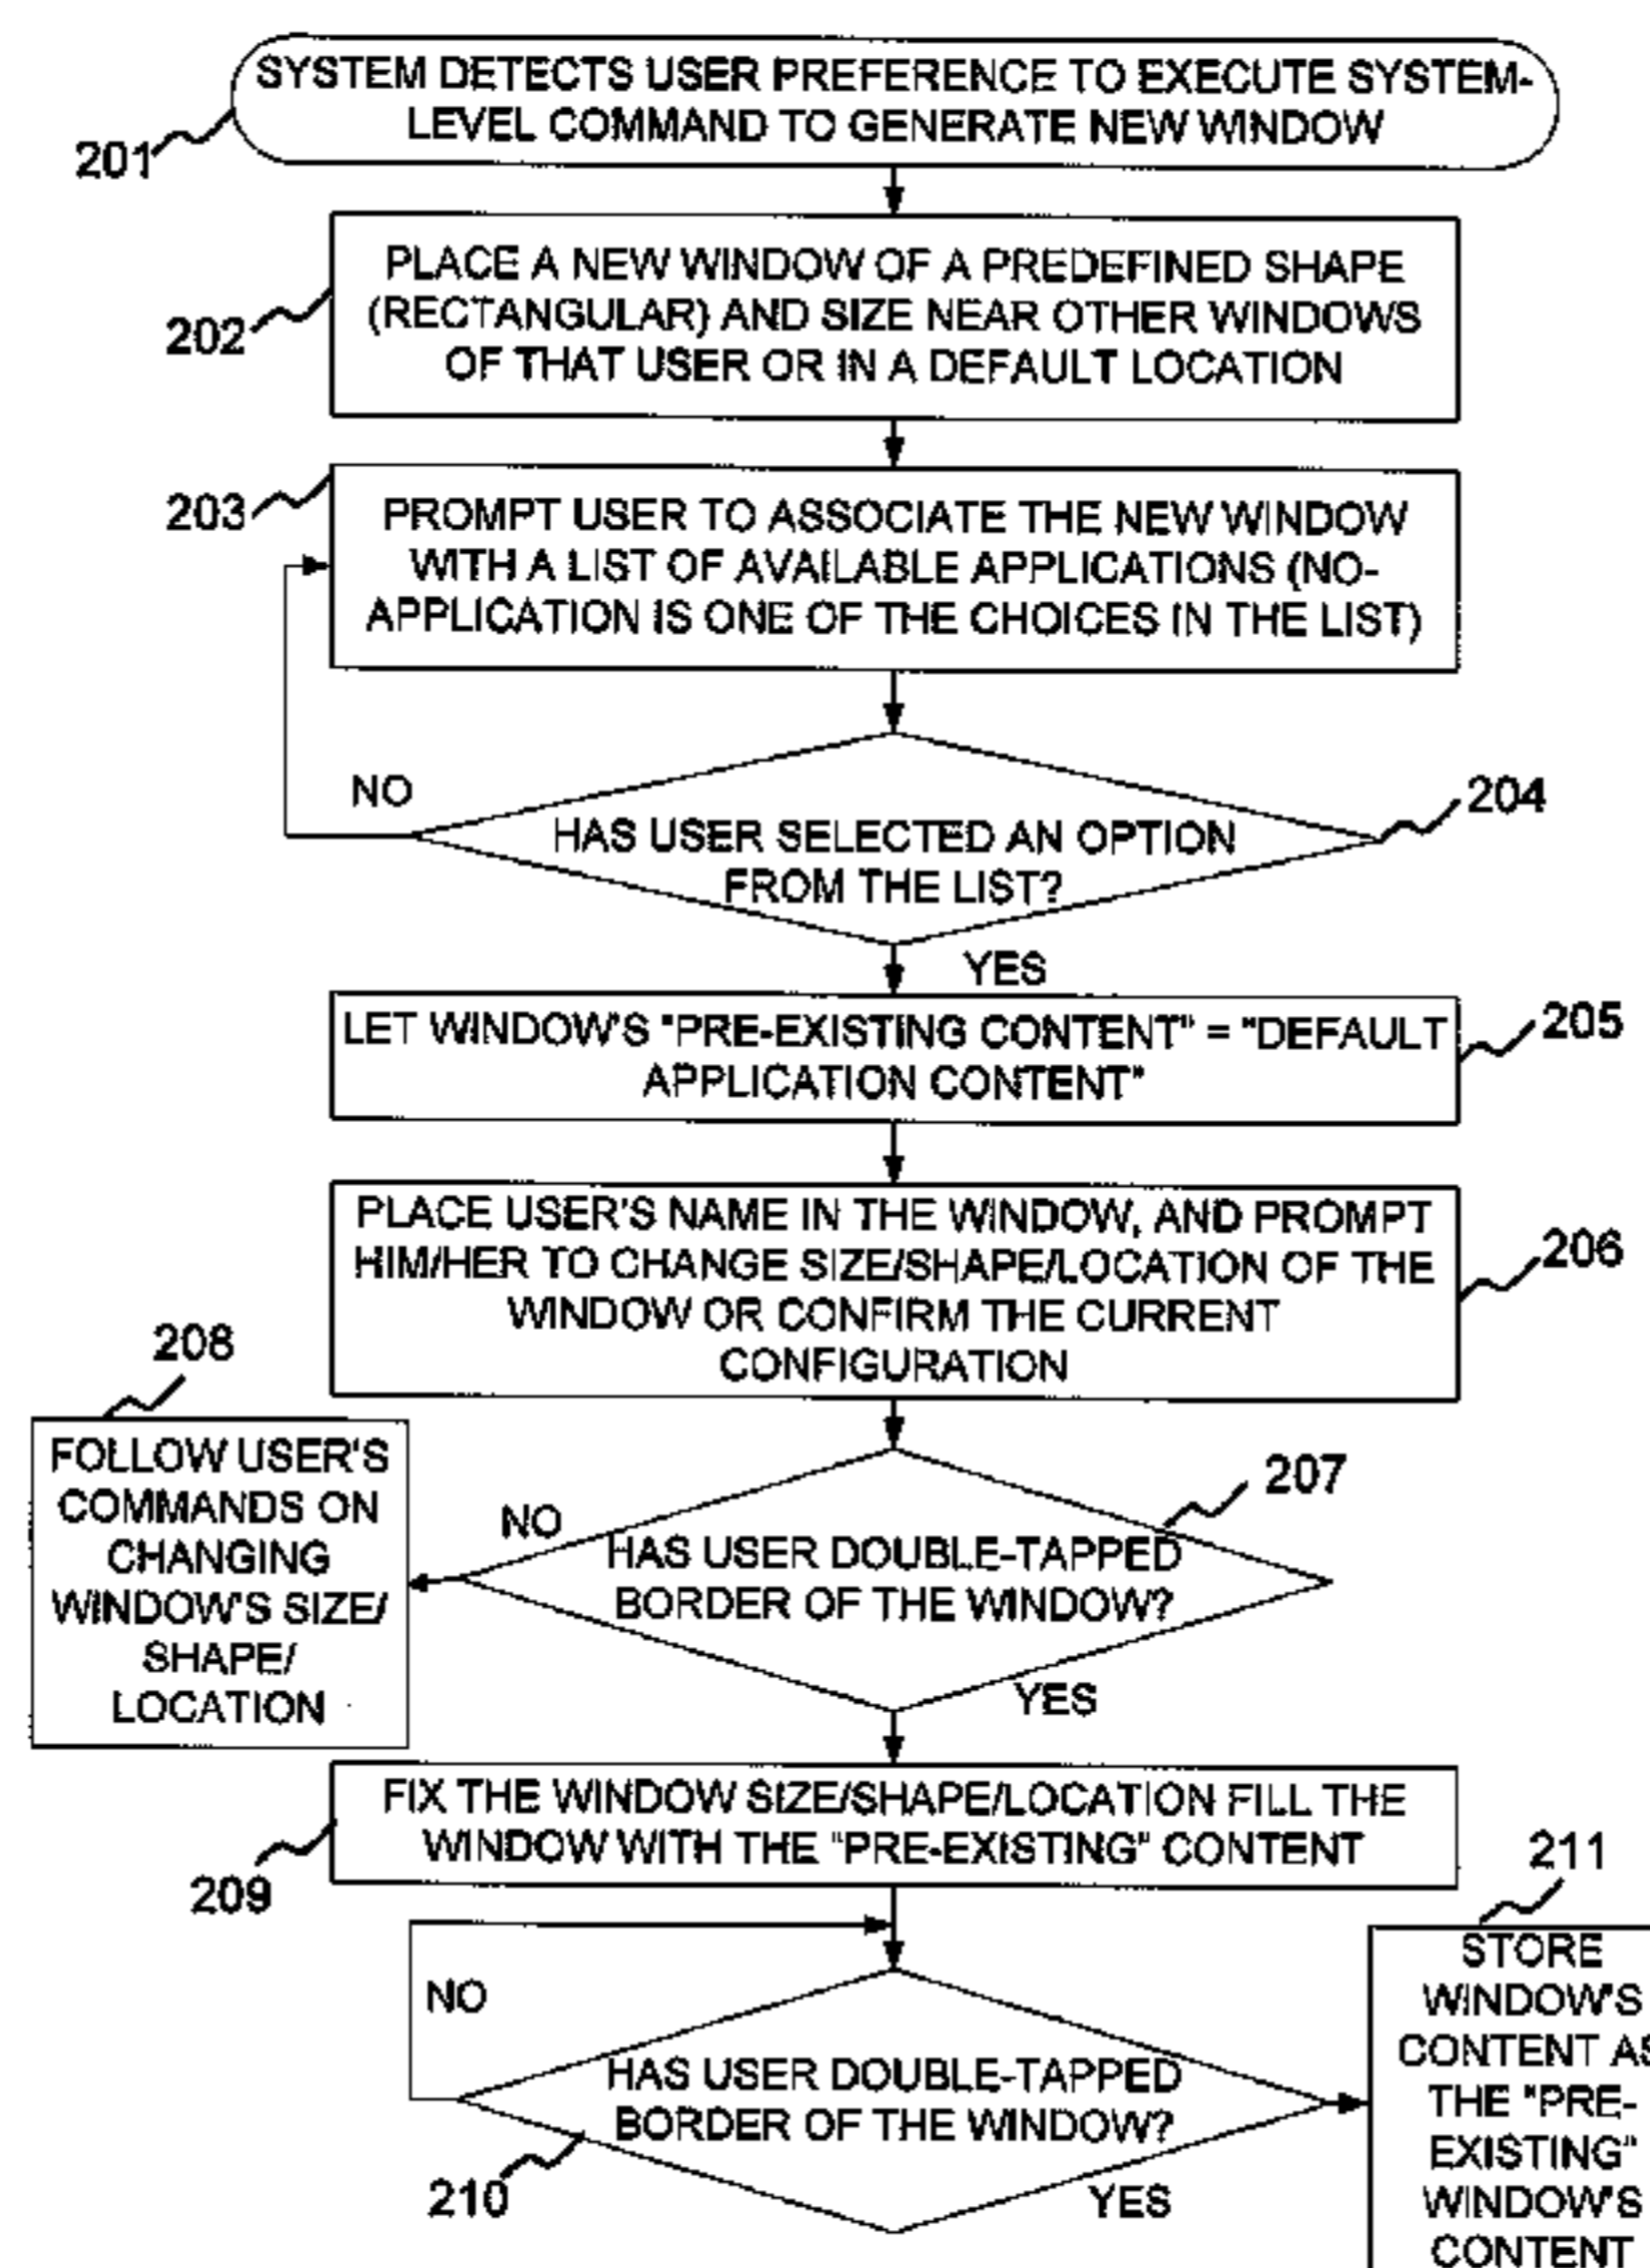 SYSTEM DETECTS USER PREFERENCE TO EXECUTE SYSTEM-
LEVEL COMMAND TO GENERATE NEW WINDOW
201
PLACE A NEW WINDOW OF A PREDEFINED SHAPE
(RECTANGULAR) AND SIZE NEAR OTHER WINDOWS
OF THAT USER OR IN A DEFAULT LOCATION
202
203
PROMPT USER TO ASSOCIATE THE NEW WINDOW
WITH A LIST OF AVAILABLE APPLICATIONS (NO-
APPLICATION IS ONE OF THE CHOICES IN THE LIST)
NO
204
HAS USER SELECTED AN OPTION
FROM THE LIST?
YES
LET WINDOW'S "PRE-EXISTING CONTENT" = "DEFAULT
APPLICATION CONTENT"
205
PLACE USER'S NAME IN THE WINDOW, AND PROMPT
HIM/HER TO CHANGE SIZE/SHAPE/LOCATION OF THE
WINDOW OR CONFIRM THE CURRENT
CONFIGURATION
206
208
FOLLOW USER'S
COMMANDS ON
CHANGING
WINDOW'S SIZE/
SHAPE/
LOCATION
207
NO
HAS USER DOUBLE-TAPPED
BORDER OF THE WINDOW?
YES
FIX THE WINDOW SIZE/SHAPE/LOCATION FILL THE
WINDOW WITH THE "PRE-EXISTING" CONTENT
209
211
NO
HAS USER DOUBLE-TAPPED
BORDER OF THE WINDOW?
210
YES
STORE
WINDOW'S
CONTENT AS
THE "PRE-
EXISTING"
WINDOW'S
CONTENT